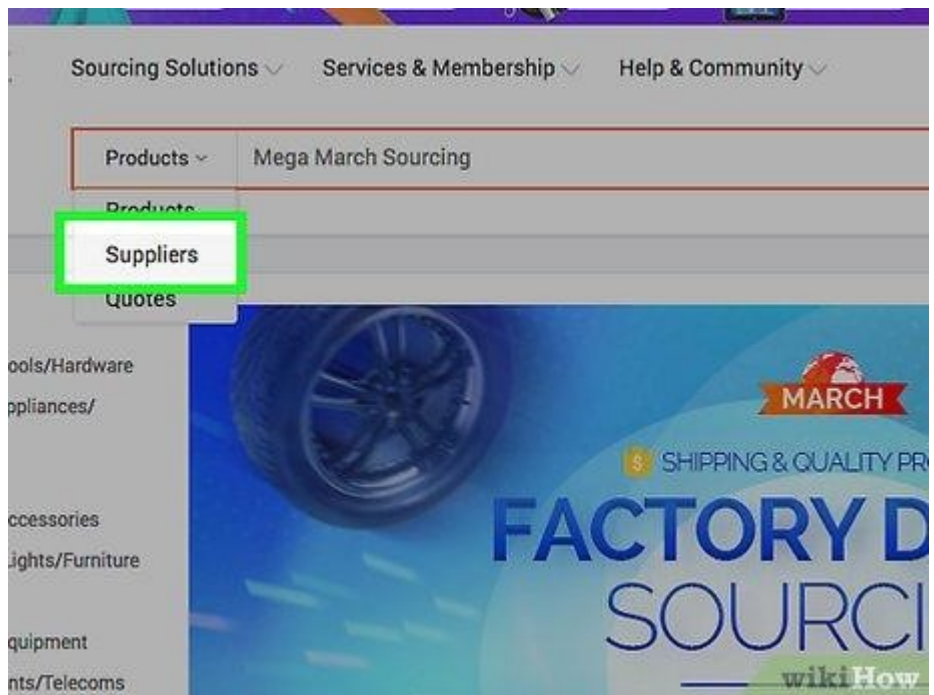 Sourcing Solutions Services & Membership Help & Community
Products Mega March Sourcing
Products
Suppliers
Quotes
ools/Hardware
ppliances/
MARCH
SHIPPING & QUALITY PR
FACTORY D
ccessories
Lights/Furniture
SOURCI
quipment
nts/Telecoms
wikiHow